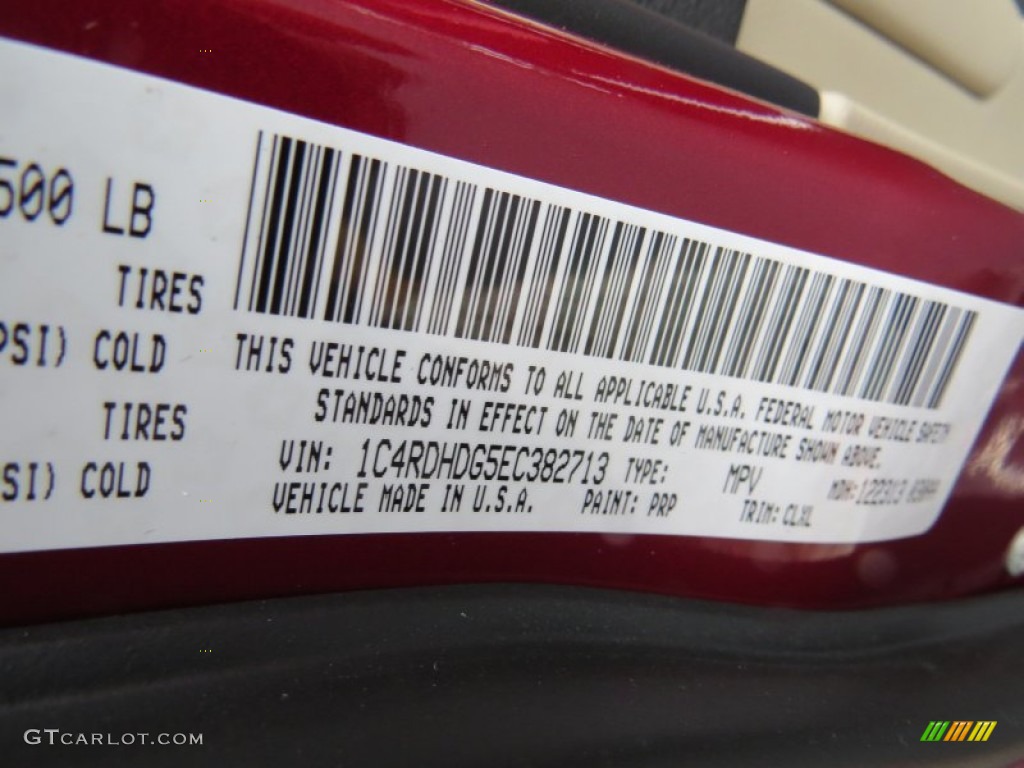 500 LB
TIRES
PSI) COLD
TIRES
SI) COLD
THIS VEHICLE CONFORMS TO ALL APPLICABLE U.S.A. FEDERAL MOTOR VEHICLE SAFETY
STANDARDS IN EFFECT ON THE DATE OF MANUFACTURE SHOWN ABOVE.
VIN: 1C4RDHDG5EC382713 TYPE: MPV MDH:122313
VEHICLE MADE IN U.S.A. PAINT: PRP TRIM: CLXL
GTCARLOT.COM